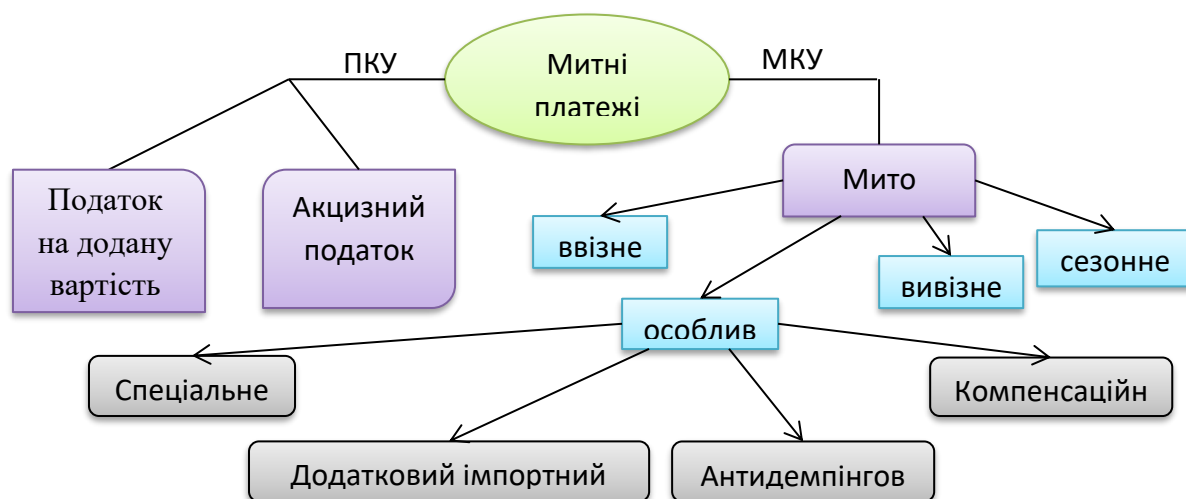 ПКУ
Митні
платежі
МКУ
Податок
на додану
вартість
Акцизний
податок
Мито
ввізне
вивізне
сезонне
особлив
Спеціальне
Компенсаційн
Додатковий імпортний
Антидемпінгов